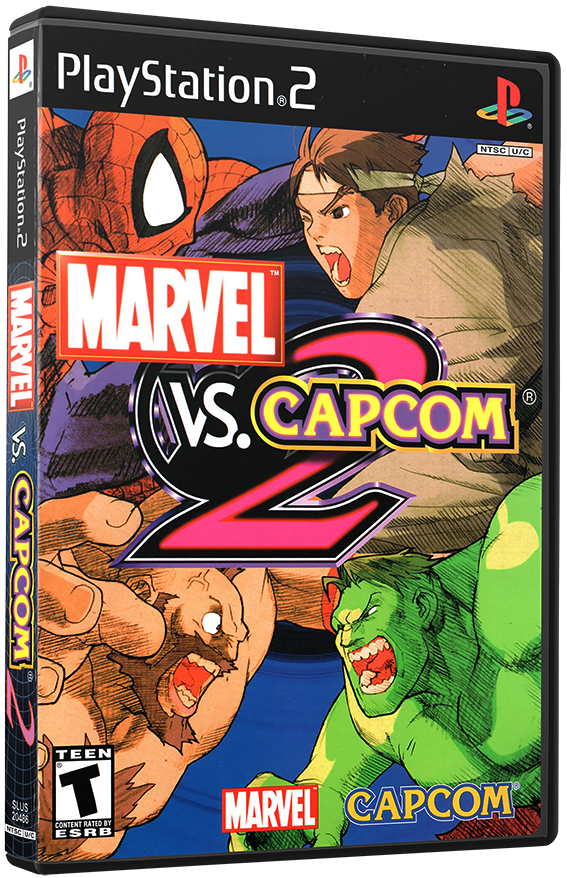 PlayStation®2
NTSC U/C
MARVEL™
VS. CAPCOM®
2
TEEN
T®
CONTENT RATED BY
ESRB
MARVEL
CAPCOM®
PlayStation®2
MARVEL
VS.
CAPCOM®
2
SLUS
20486
NTSC U/C